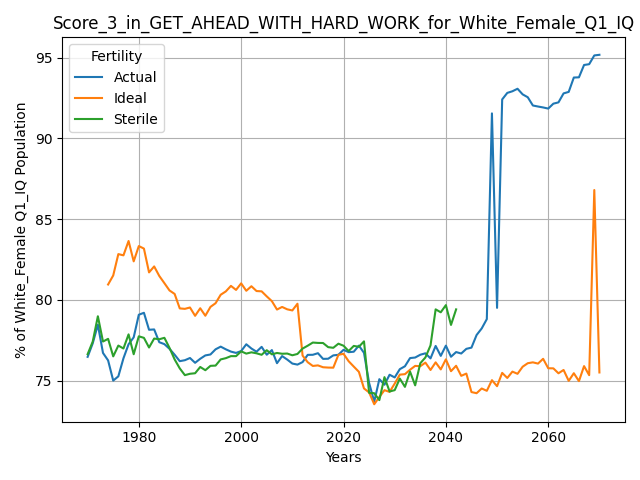 Score_3_in_GET_AHEAD_WITH_HARD_WORK_for_White_Female_Q1_IQ
Fertility
Actual
Ideal
Sterile
95
90
85
80
75
% of White_Female Q1_IQ Population
1980
2000
2020
2040
2060
Years